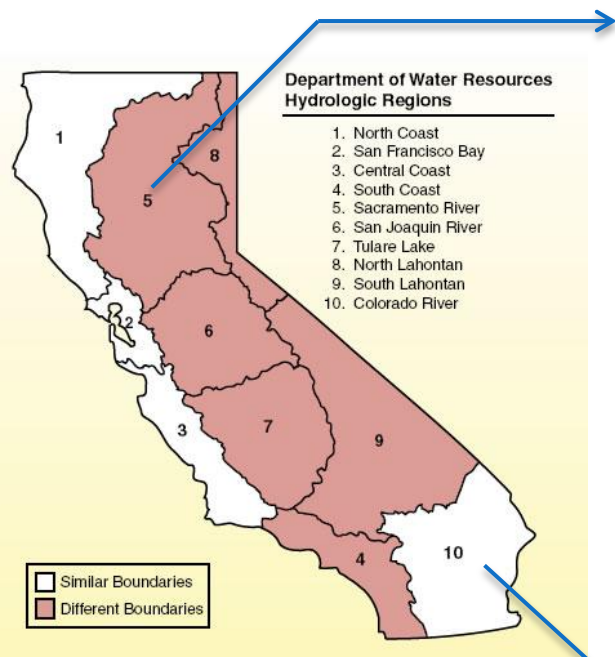 Department of Water Resources
Hydrologic Regions
1. North Coast
2. San Francisco Bay
3. Central Coast
4. South Coast
5. Sacramento River
6. San Joaquin River
7. Tulare Lake
8. North Lahontan
9. South Lahontan
10. Colorado River
1
8
5
2
6
3
7
9
4
10
Similar Boundaries
Different Boundaries